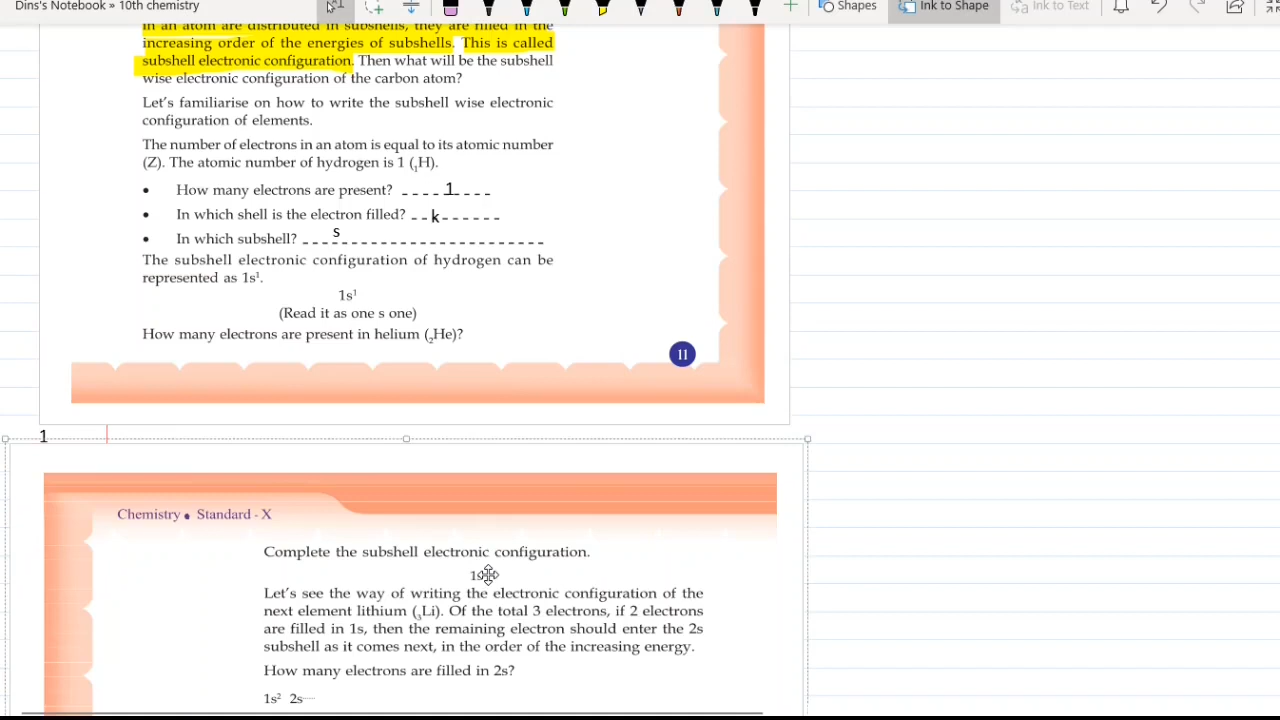 Din's Notebook » 10th chemistry
Shapes
Ink to Shape
Ink to Text
in an atom are distributed in subshells, they are filled in the
increasing order of the energies of subshells. This is called
subshell electronic configuration. Then what will be the subshell
wise electronic configuration of the carbon atom?
Let's familiarise on how to write the subshell wise electronic
configuration of elements.
The number of electrons in an atom is equal to its atomic number
(Z). The atomic number of hydrogen is 1 (₁H).
• How many electrons are present? - - - - 1 - - - -
• In which shell is the electron filled? - - k - - - - - -
• In which subshell? - - - s - - - - - - - - - - - - - - - - -
The subshell electronic configuration of hydrogen can be
represented as 1s¹.
1s¹
(Read it as one s one)
How many electrons are present in helium (₂He)?
11
1
Chemistry • Standard - X
Complete the subshell electronic configuration.
1s
Let's see the way of writing the electronic configuration of the
next element lithium (₃Li). Of the total 3 electrons, if 2 electrons
are filled in 1s, then the remaining electron should enter the 2s
subshell as it comes next, in the order of the increasing energy.
How many electrons are filled in 2s?
1s² 2s.....